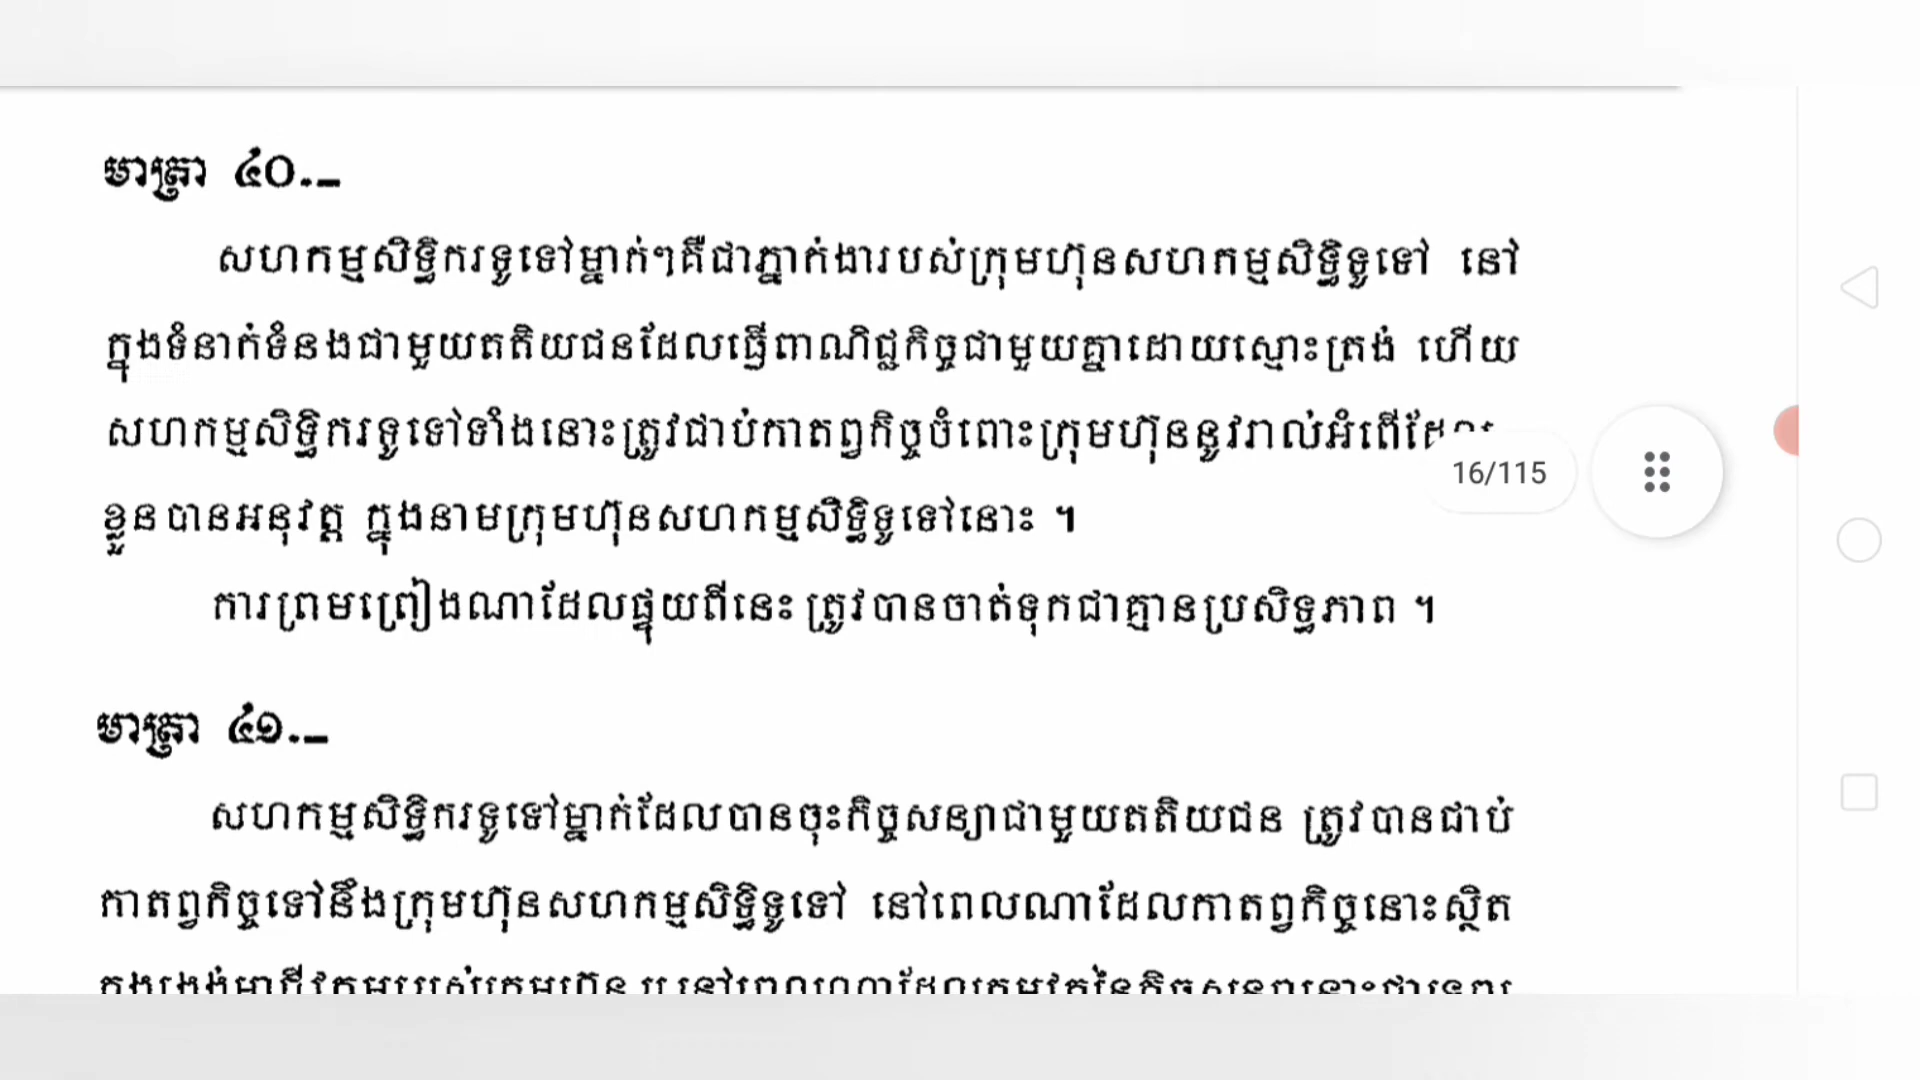 មាត្រា ៤០._
សហកម្មសិទ្ធិករទូទៅម្នាក់ៗគឺជាភ្នាក់ងាររបស់ក្រុមហ៊ុនសហកម្មសិទ្ធិទូទៅ នៅ
ក្នុងទំនាក់ទំនងជាមួយតតិយជនដែលធ្វើពាណិជ្ជកិច្ចជាមួយគ្នាដោយស្មោះត្រង់ ហើយ
សហកម្មសិទ្ធិករទូទៅទាំងនោះត្រូវជាប់កាតព្វកិច្ចចំពោះក្រុមហ៊ុននូវរាល់អំពើដែល
16/115
ខ្លួនបានអនុវត្ត ក្នុងនាមក្រុមហ៊ុនសហកម្មសិទ្ធិទូទៅនោះ ។
ការព្រមព្រៀងណាដែលផ្ទុយពីនេះ ត្រូវបានចាត់ទុកជាគ្មានប្រសិទ្ធភាព ។
មាត្រា ៤១._
សហកម្មសិទ្ធិករទូទៅម្នាក់ដែលបានចុះកិច្ចសន្យាជាមួយតតិយជន ត្រូវបានជាប់
កាតព្វកិច្ចទៅនឹងក្រុមហ៊ុនសហកម្មសិទ្ធិទូទៅ នៅពេលណាដែលកាតព្វកិច្ចនោះស្ថិត